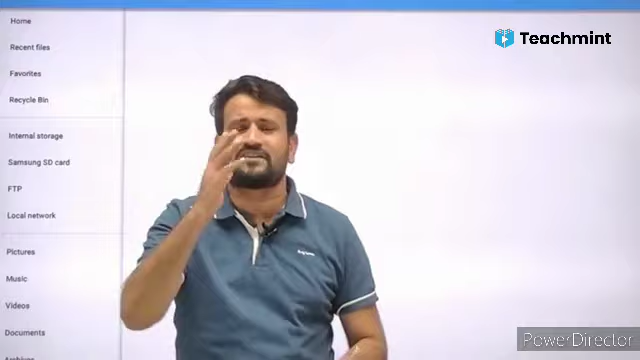 Home
Recent files
Favorites
Recycle Bin
Internal storage
Samsung SD card
FTP
Local network
Pictures
Music
Videos
Documents
Archives
Teachmint
PowerDirector